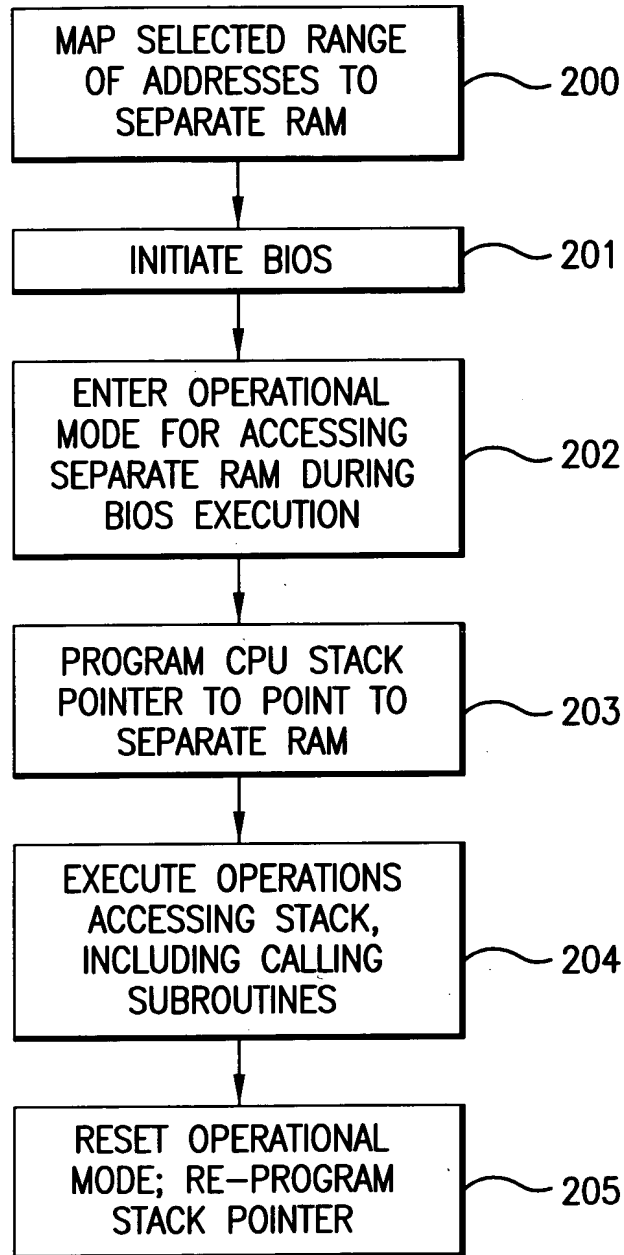 MAP SELECTED RANGE
OF ADDRESSES TO
SEPARATE RAM
200
INITIATE BIOS
201
ENTER OPERATIONAL
MODE FOR ACCESSING
SEPARATE RAM DURING
BIOS EXECUTION
202
PROGRAM CPU STACK
POINTER TO POINT TO
SEPARATE RAM
203
EXECUTE OPERATIONS
ACCESSING STACK,
INCLUDING CALLING
SUBROUTINES
204
RESET OPERATIONAL
MODE; RE-PROGRAM
STACK POINTER
205